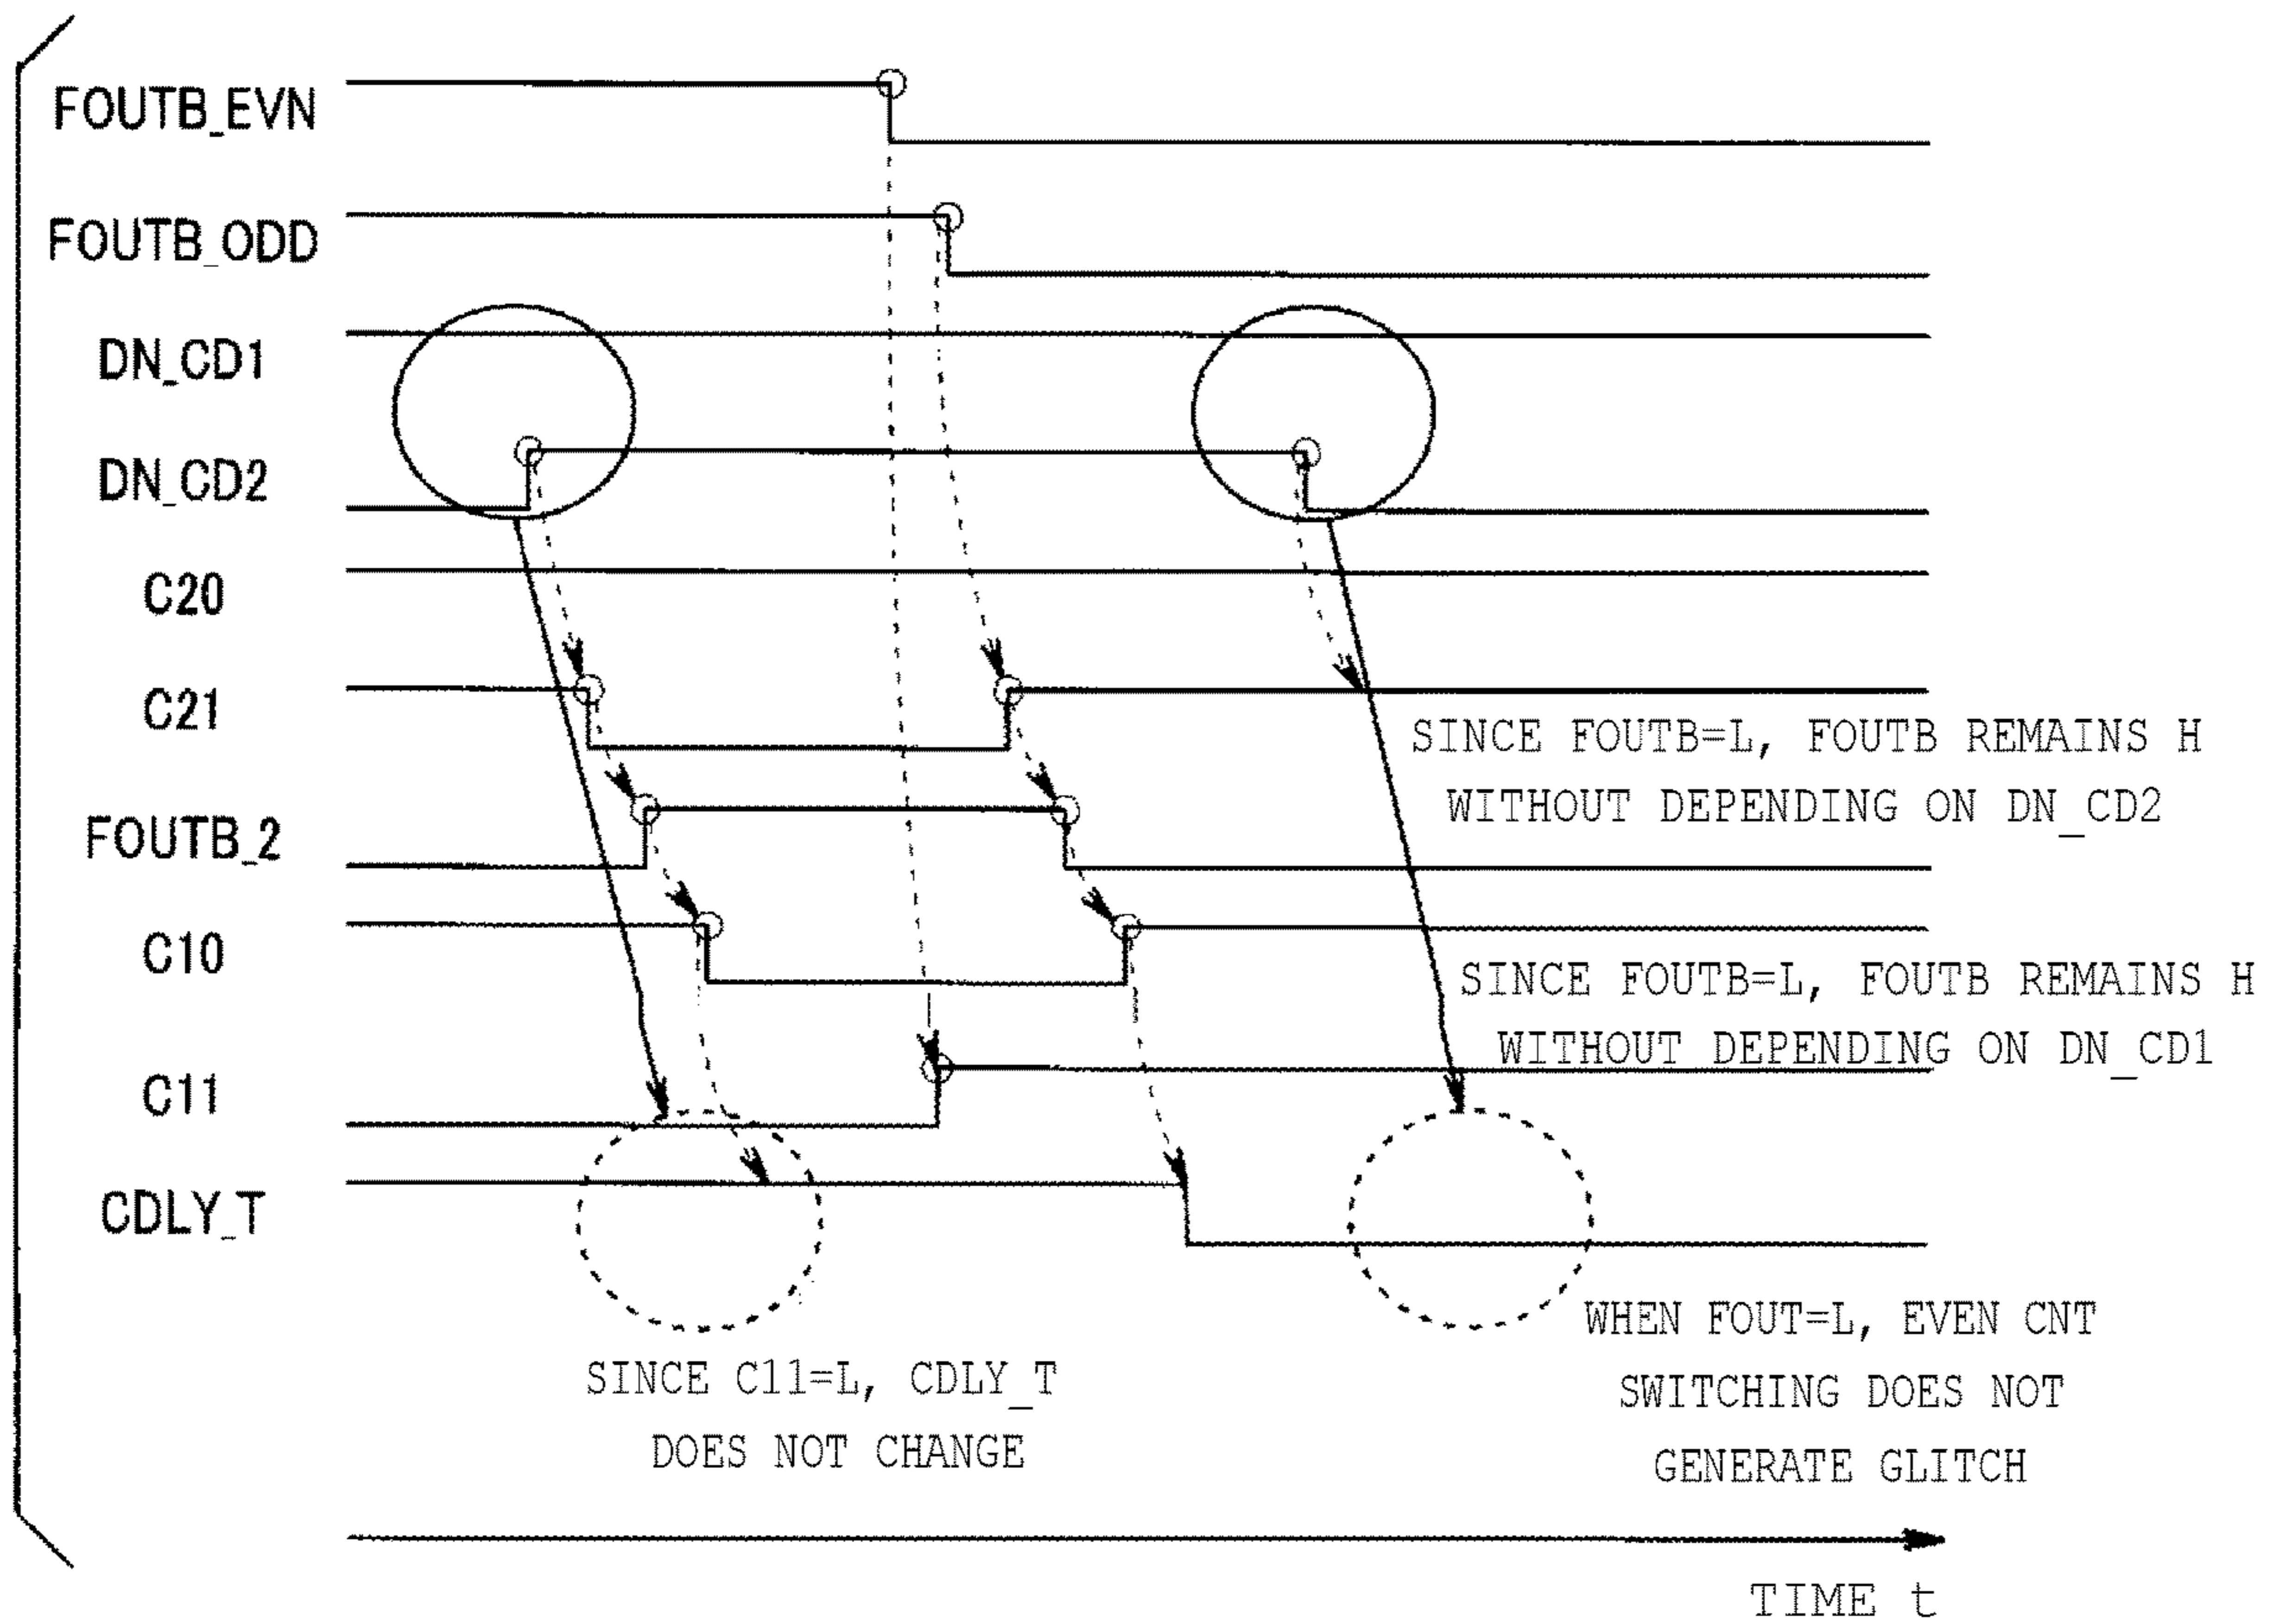 FOUTB_EVN
FOUTB_ODD
DN_CD1
DN_CD2
C20
C21
SINCE FOUTB=L, FOUTB REMAINS H
WITHOUT DEPENDING ON DN_CD2
FOUTB_2
C10
SINCE FOUTB=L, FOUTB REMAINS H
WITHOUT DEPENDING ON DN_CD1
C11
CDLY_T
WHEN FOUT=L, EVEN CNT
SWITCHING DOES NOT
GENERATE GLITCH
SINCE C11=L, CDLY_T
DOES NOT CHANGE
TIME t